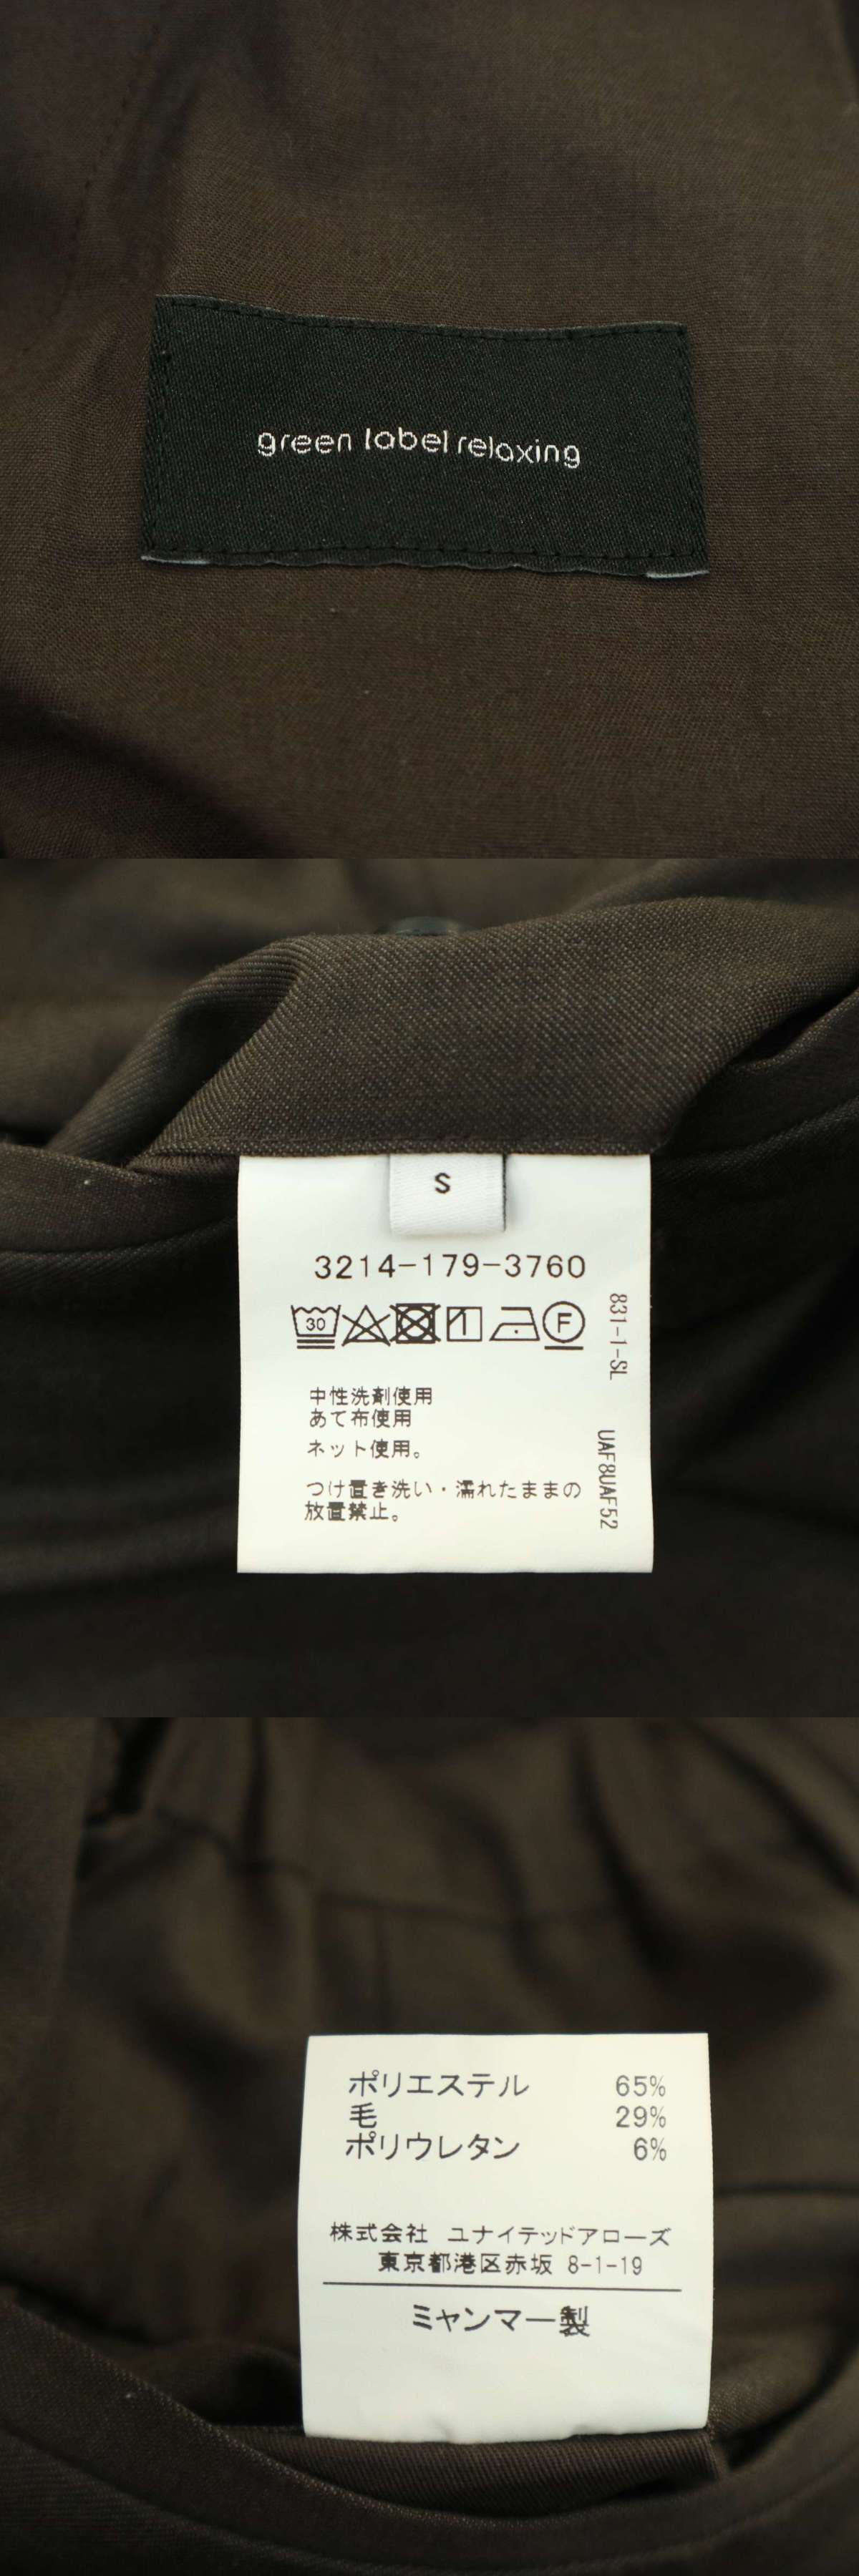 green label relaxing
S
3214-179-3760
30
F
831-1-SL
UAF8UAF52
中性洗剤使用
あて布使用
ネット使用。
つけ置き洗い・濡れたままの
放置禁止。
ポリエステル 65%
毛 29%
ポリウレタン 6%
株式会社 ユナイテッドアローズ
東京都港区赤坂 8-1-19
ミャンマー製